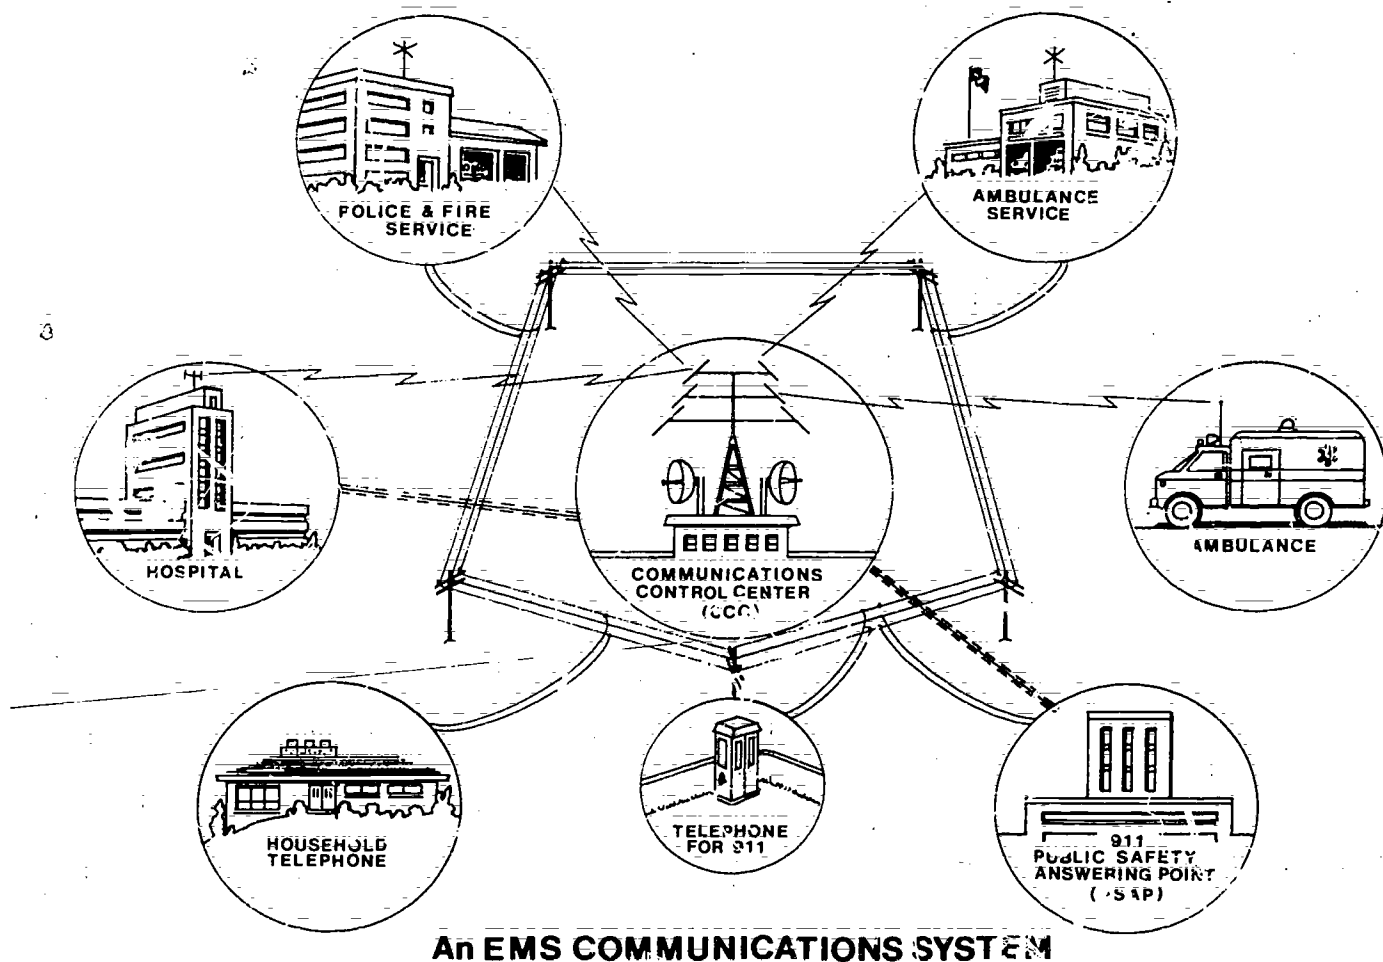 POLICE & FIRE
SERVICE
AMBULANCE
SERVICE
HOSPITAL
COMMUNICATIONS
CONTROL CENTER
AMBULANCE
HOUSEHOLD
TELEPHONE
TELEPHONE
FOR 911
911
PUBLIC SAFETY
ANSWERING POINT
An EMS COMMUNICATIONS SYSTEM